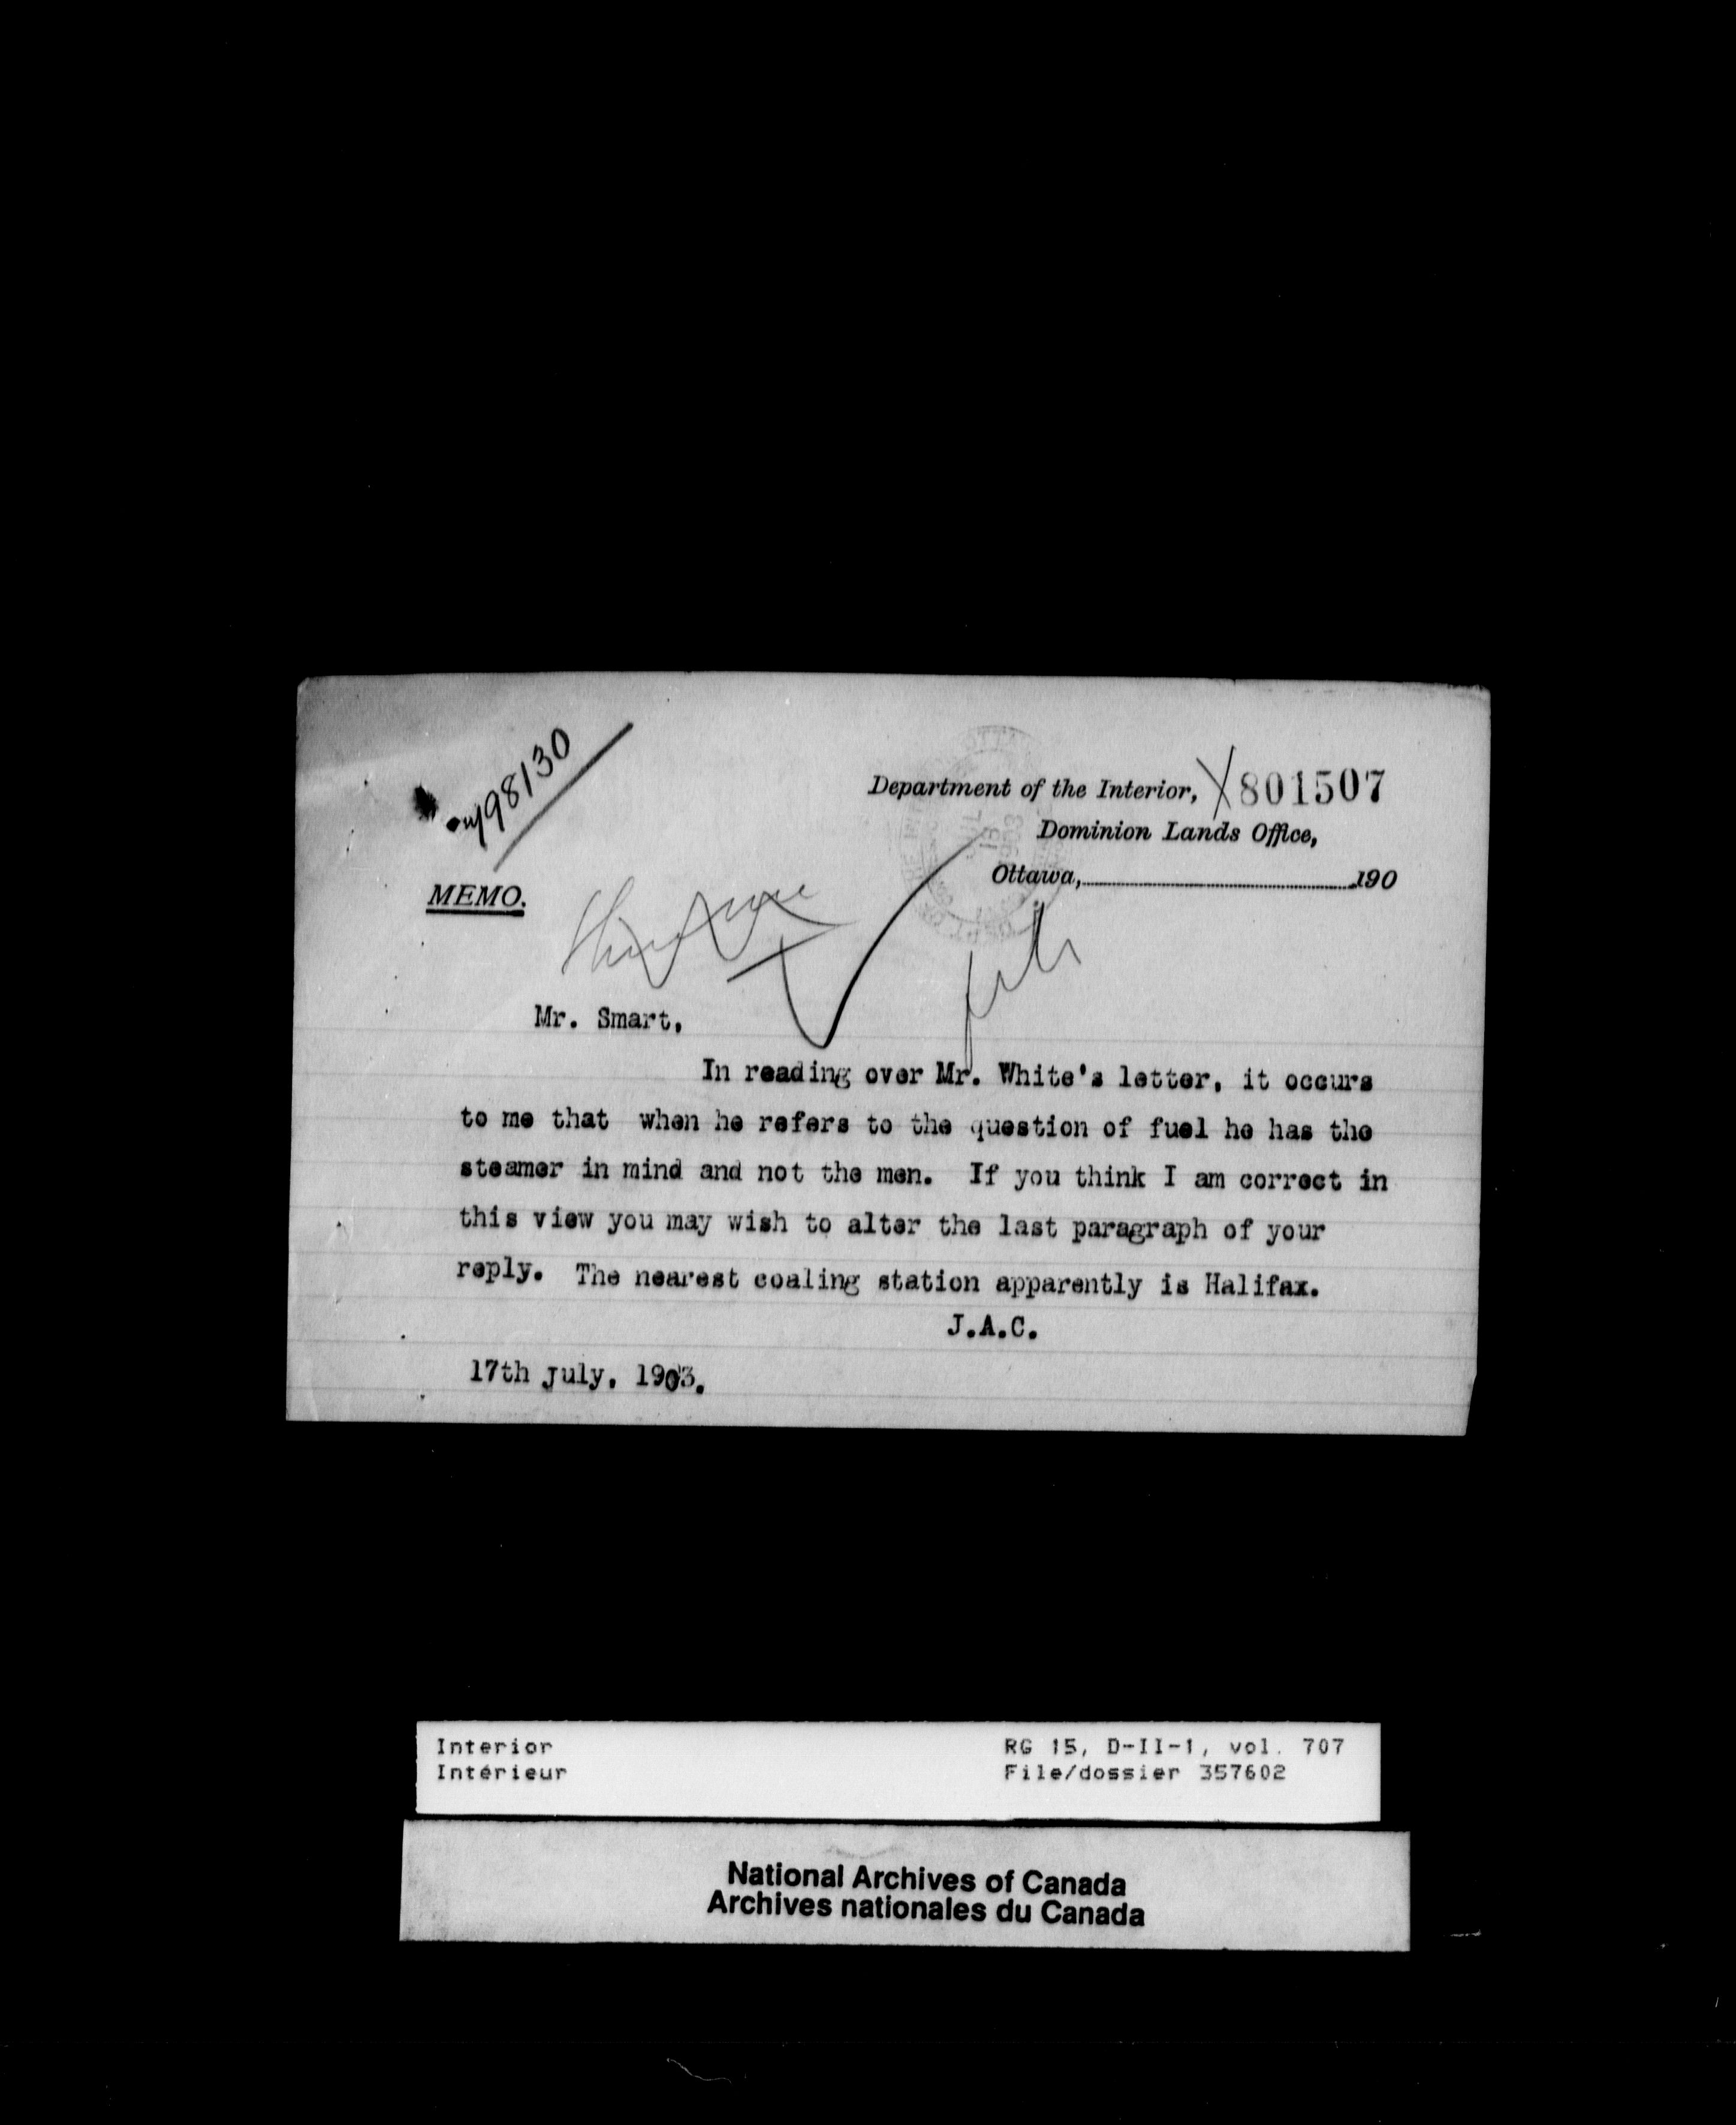 798130
Department of the Interior, 801507
Dominion Lands Office,
Ottawa,..............................190
MEMO.
file
Mr. Smart,
In reading over Mr. White's letter, it occurs
to me that when he refers to the question of fuel he has the
steamer in mind and not the men. If you think I am correct in
this view you may wish to alter the last paragraph of your
reply. The nearest coaling station apparently is Halifax.
J.A.C.
17th July, 1903.
Interior
Intérieur
RG 15, D-II-1, vol. 707
File/dossier 357602
National Archives of Canada
Archives nationales du Canada